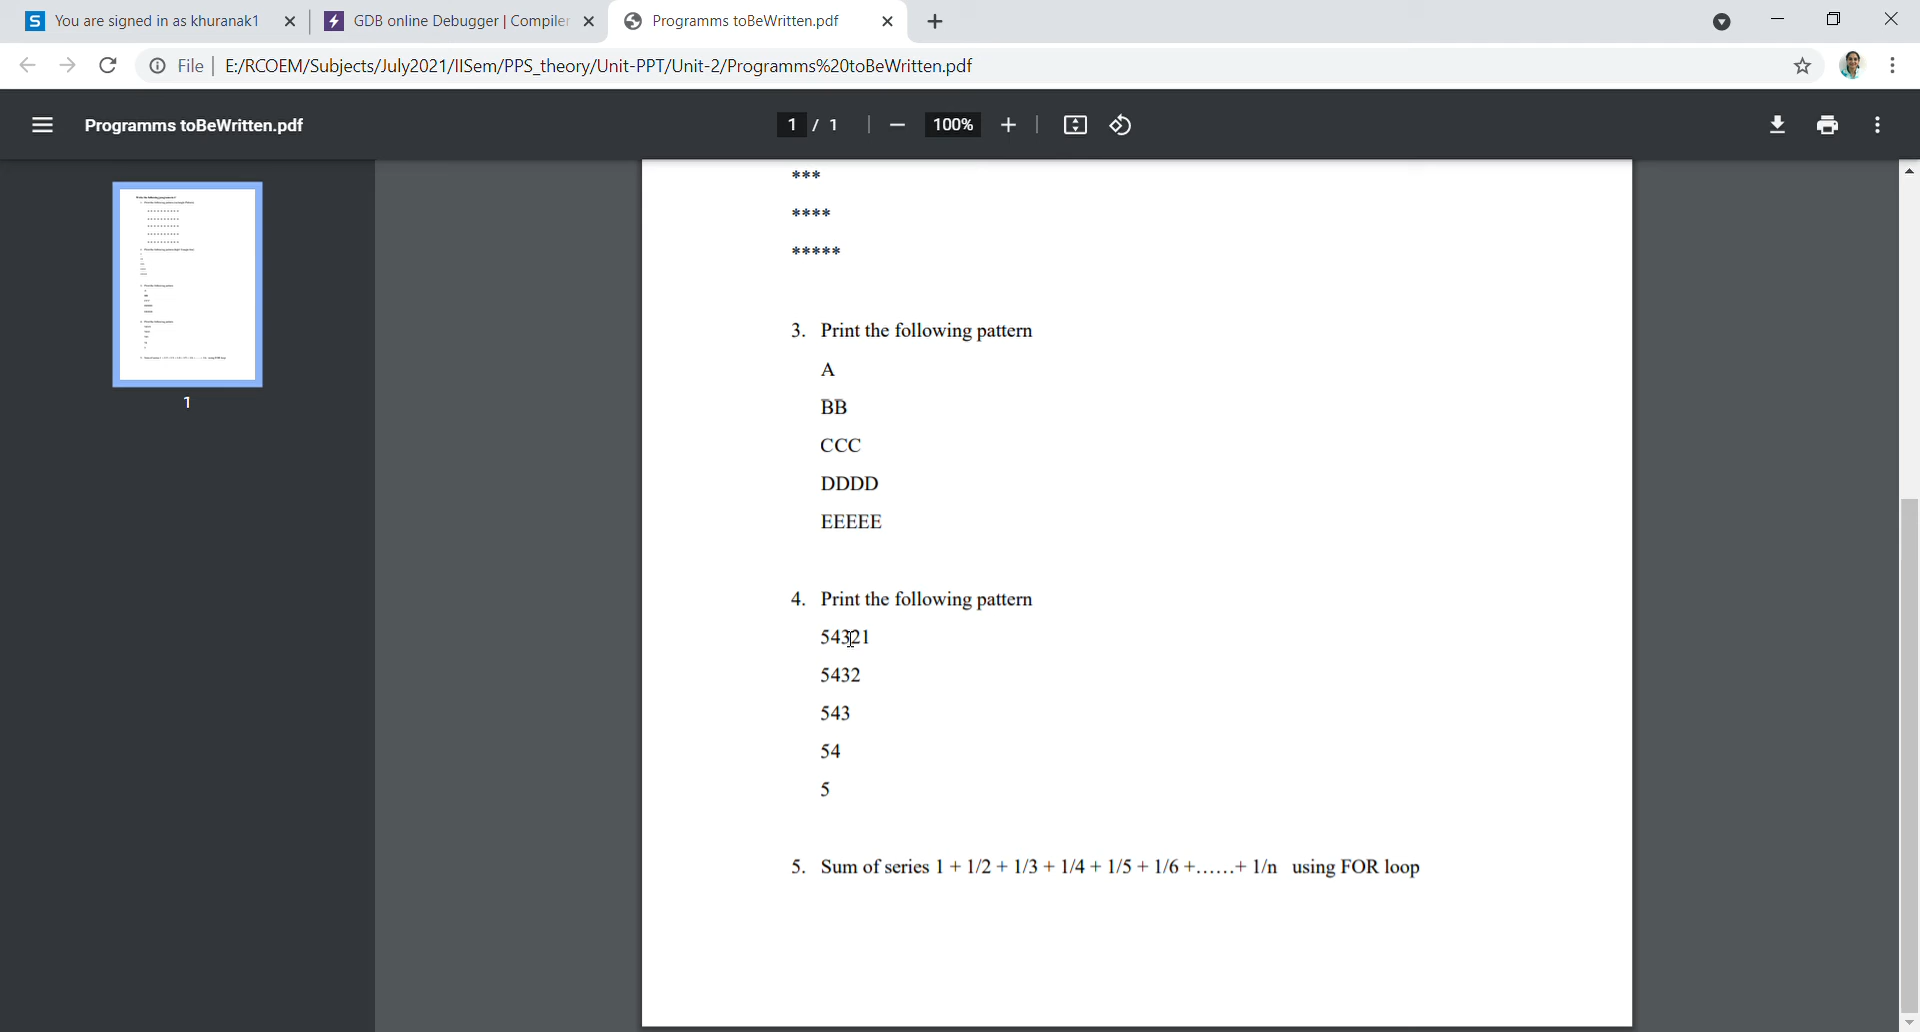 You are signed in as khuranak1
GDB online Debugger | Compiler
Programms toBeWritten.pdf
File
E:/RCOEM/Subjects/July2021/IISem/PPS_theory/Unit-PPT/Unit-2/Programms%20toBeWritten.pdf
Programms toBeWritten.pdf
1 / 1
100%
1
***
****
*****
3. Print the following pattern
A
BB
CCC
DDDD
EEEEE
4. Print the following pattern
54321
5432
543
54
5
5. Sum of series 1 + 1/2 + 1/3 + 1/4 + 1/5 + 1/6 +……+ 1/n using FOR loop